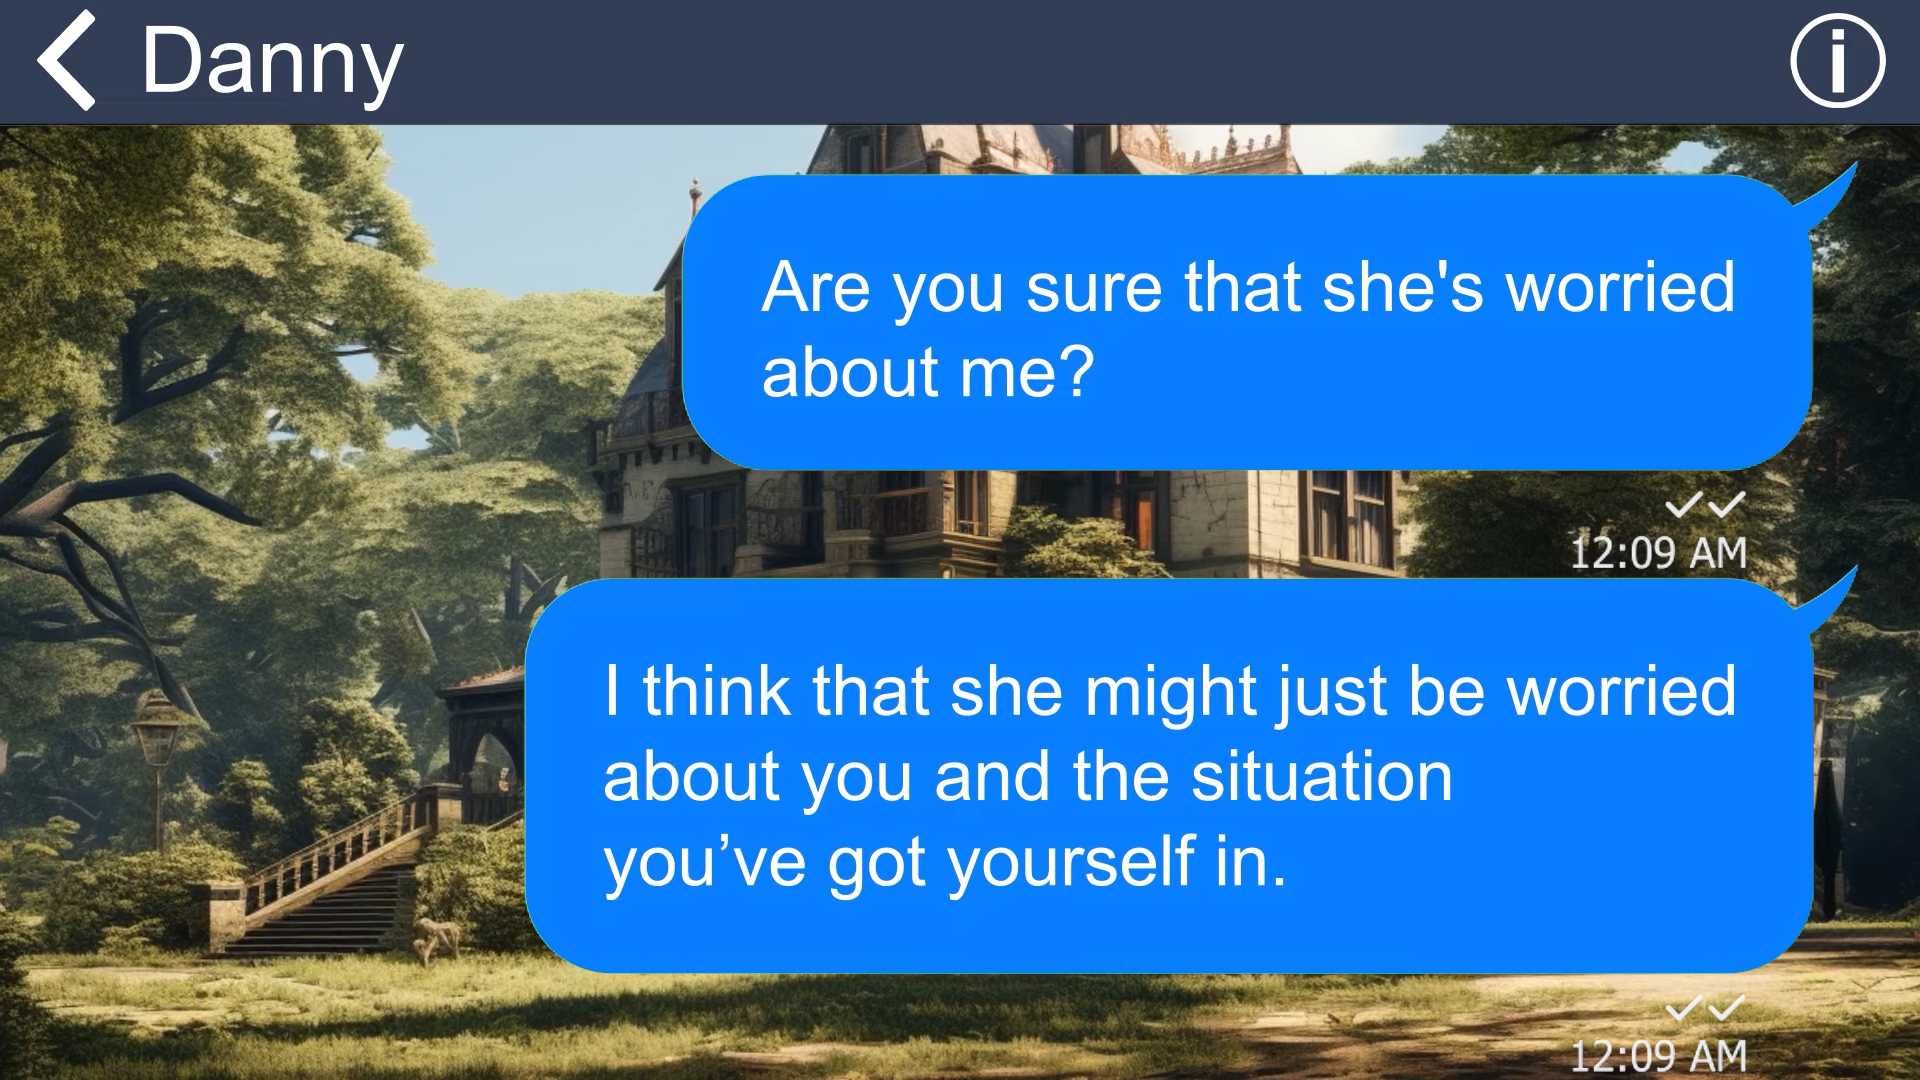 Danny
Are you sure that she's worried
about me?
12:09 AM
I think that she might just be worried
about you and the situation
you’ve got yourself in.
12:09 AM